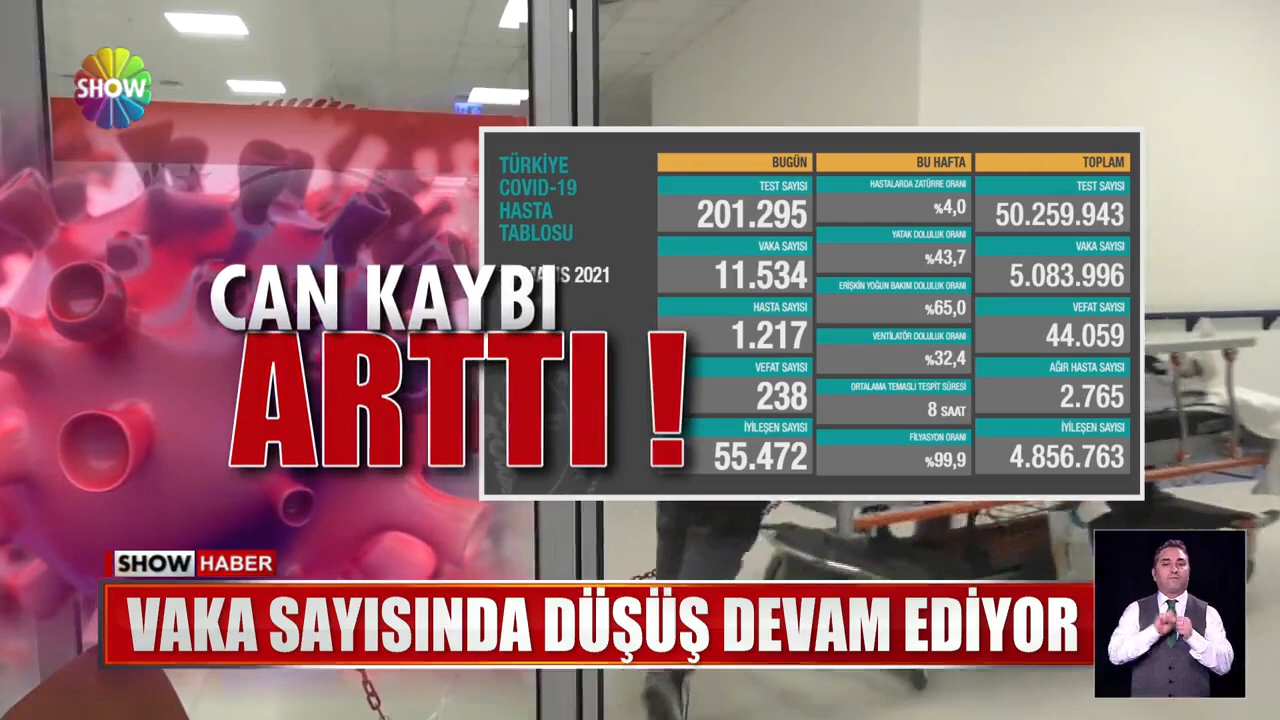 SHOW
TÜRKİYE
COVID-19
HASTA
TABLOSU
2021
CAN KAYBI
ARTTI !
BUGÜN
TEST SAYISI
201.295
VAKA SAYISI
11.534
HASTA SAYISI
1.217
VEFAT SAYISI
238
İYİLEŞEN SAYISI
55.472
BU HAFTA
HASTALARDA ZATÜRRE ORANI
%4,0
YATAK DOLULUK ORANI
%43,7
ERİŞKİN YOĞUN BAKIM DOLULUK ORANI
%65,0
VENTİLATÖR DOLULUK ORANI
%32,4
ORTALAMA TEMASLI TESPİT SÜRESİ
8 SAAT
FİLYASYON ORANI
%99,9
TOPLAM
TEST SAYISI
50.259.943
VAKA SAYISI
5.083.996
VEFAT SAYISI
44.059
AĞIR HASTA SAYISI
2.765
İYİLEŞEN SAYISI
4.856.763
SHOW HABER
VAKA SAYISINDA DÜŞÜŞ DEVAM EDİYOR